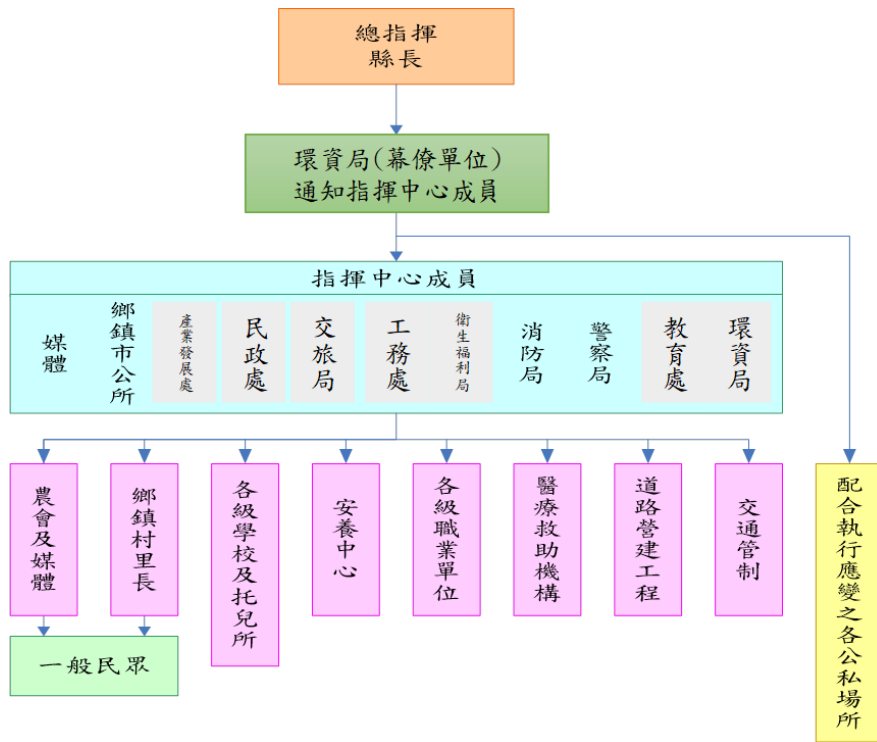 總指揮
縣長
環資局(幕僚單位)
通知指揮中心成員
指揮中心成員
媒體
鄉鎮市公所
產業發展處
民政處
交旅局
工務處
衛生福利局
消防局
警察局
教育處
環資局
農會及媒體
鄉鎮村里長
各級學校及托兒所
安養中心
各級職業單位
醫療救助機構
道路營建工程
交通管制
配合執行應變之各公私場所
一般民眾